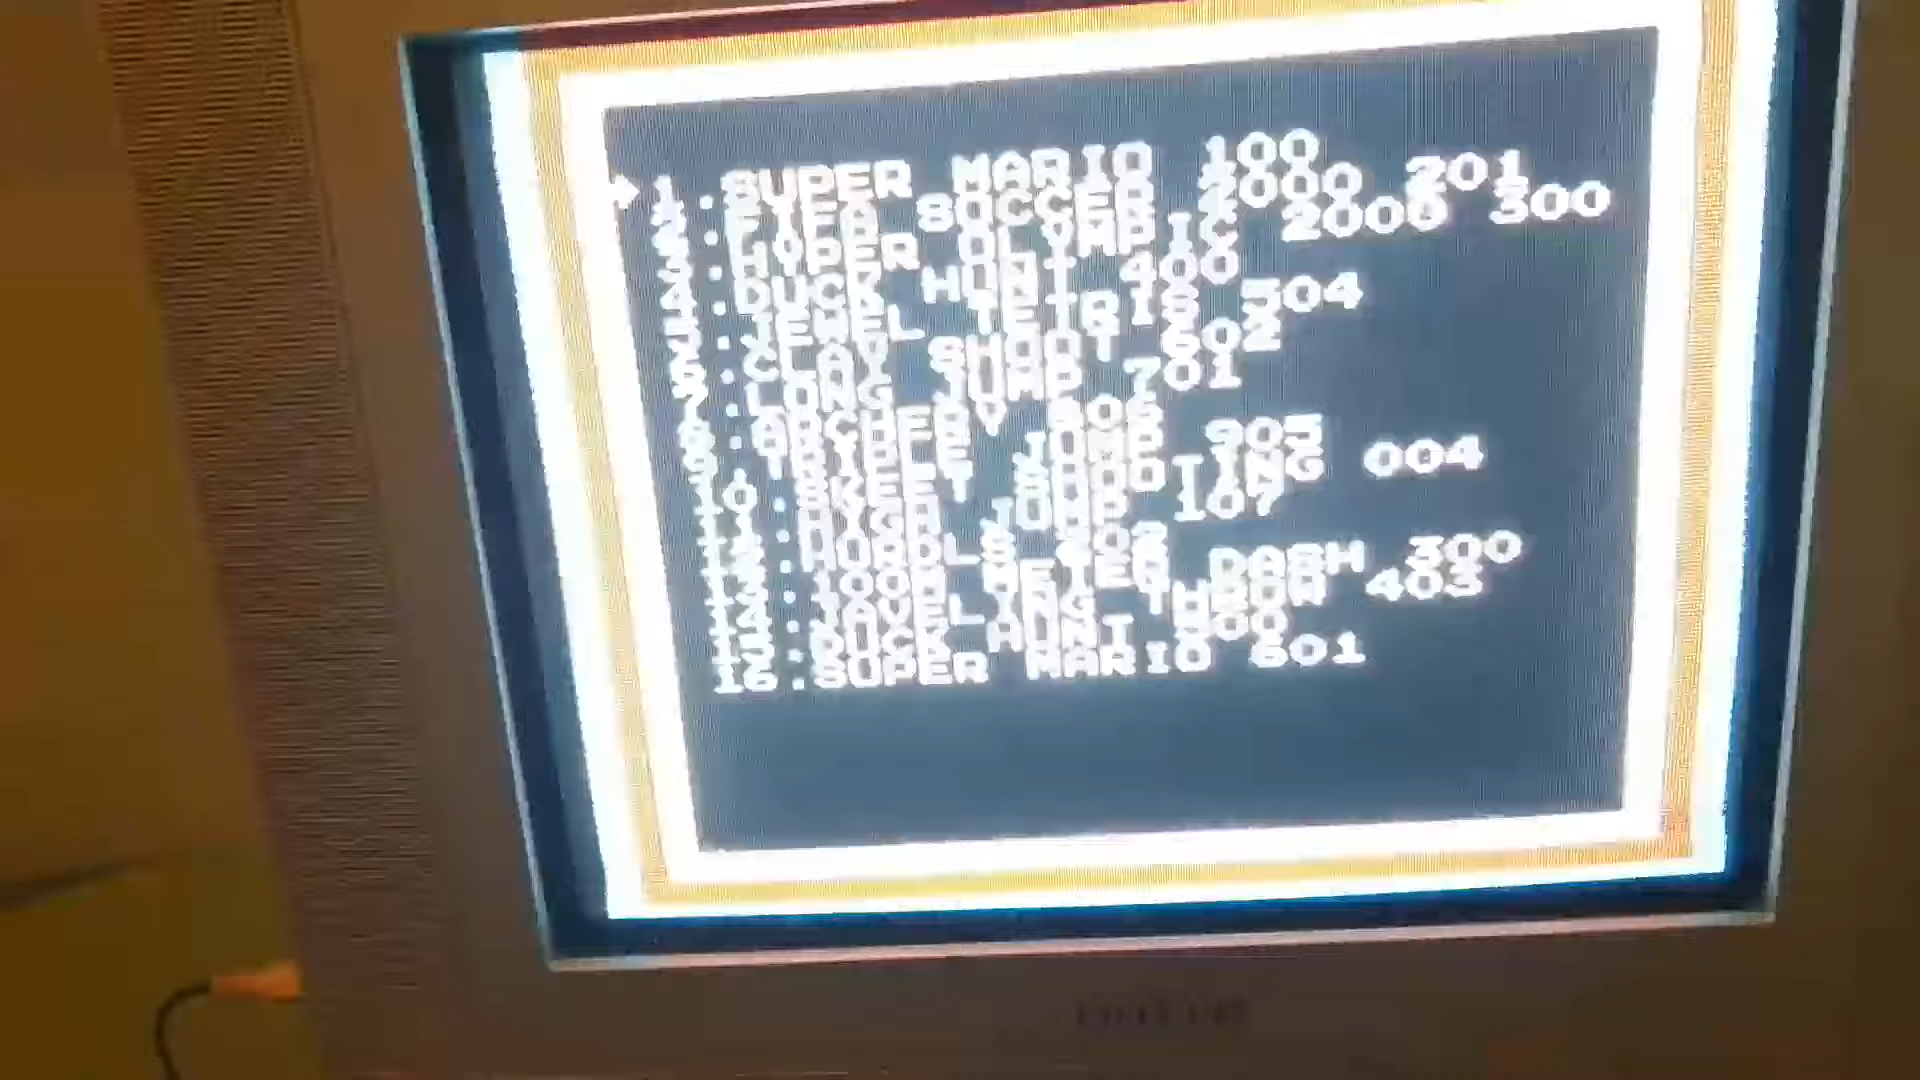 1.SUPER MARIO 100
2.FIFA SOCCER 2000 201
3.HYPER OLYMPIC 2000 300
4.DUCK HUNT 400
5.JEWEL TETRIS 504
6.CLAY SHOOT 602
7.LONG JUMP 701
8.ARCHERY 806
9.TRIPLE JUMP 905
10.SKEET SHOOTING 004
11.HIGH JUMP 107
12.HURDLS 202
13.100M METER DASH 300
14.JAVELING THROW 403
15.DUCK HUNT 500
16.SUPER MARIO 601